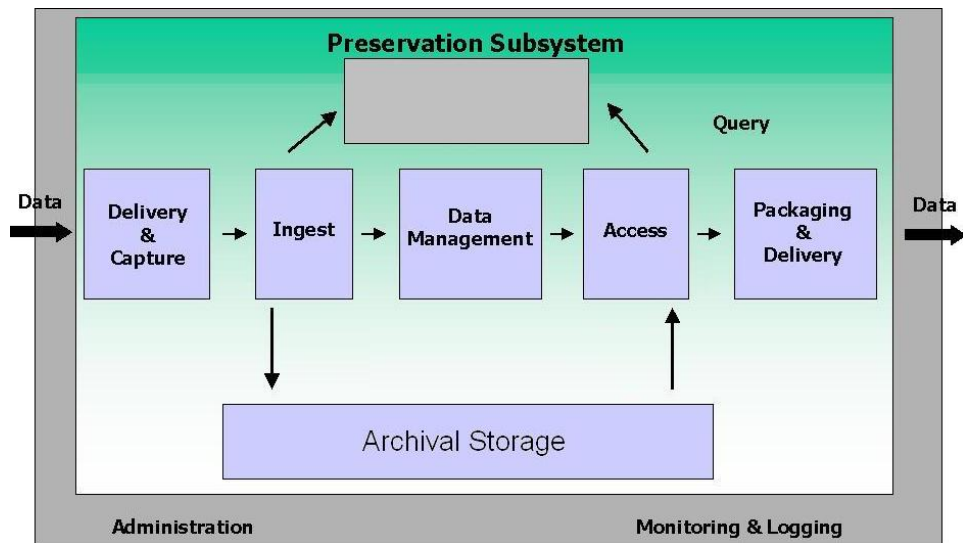 Preservation Subsystem
Query
Data
Delivery
&
Capture
Ingest
Data
Management
Access
Packaging
&
Delivery
Data
Archival Storage
Administration
Monitoring & Logging